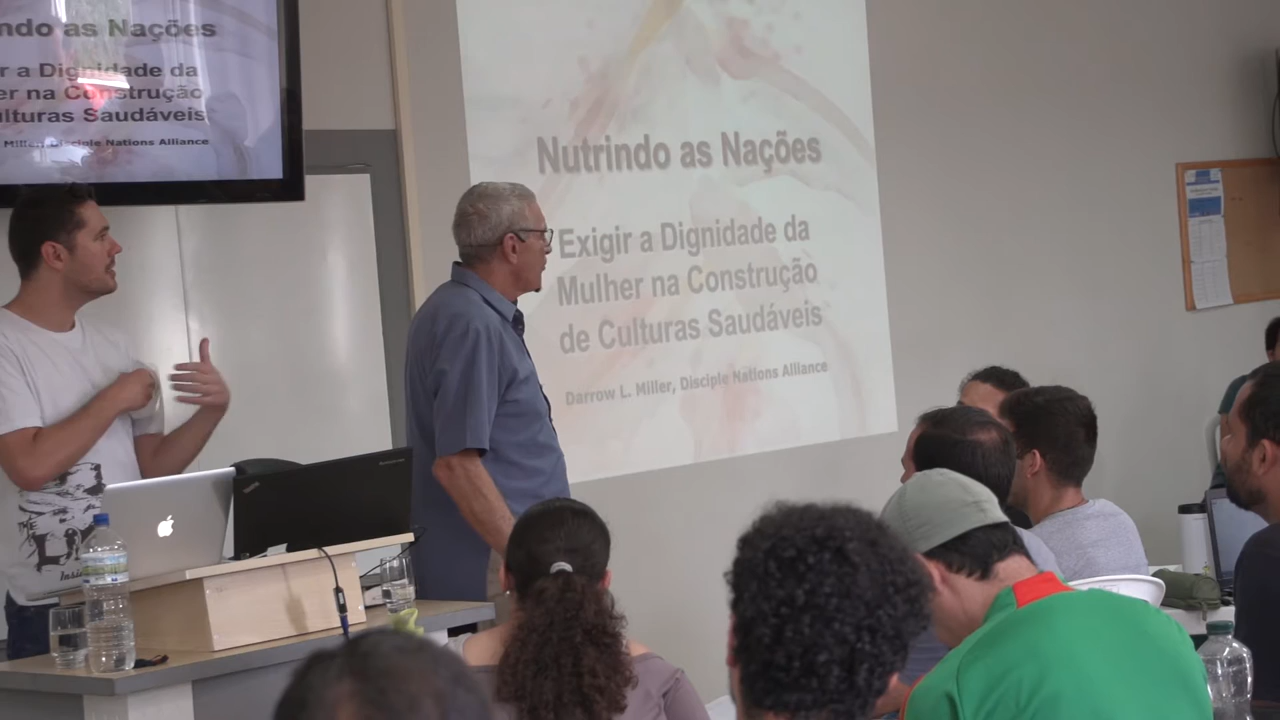 ndo as Nações
r a Dignidade da
er na Construção
ulturas Saudáveis
Miller, Disciple Nations Alliance
Nutrindo as Nações
Exigir a Dignidade da
Mulher na Construção
de Culturas Saudáveis
Darrow L. Miller, Disciple Nations Alliance